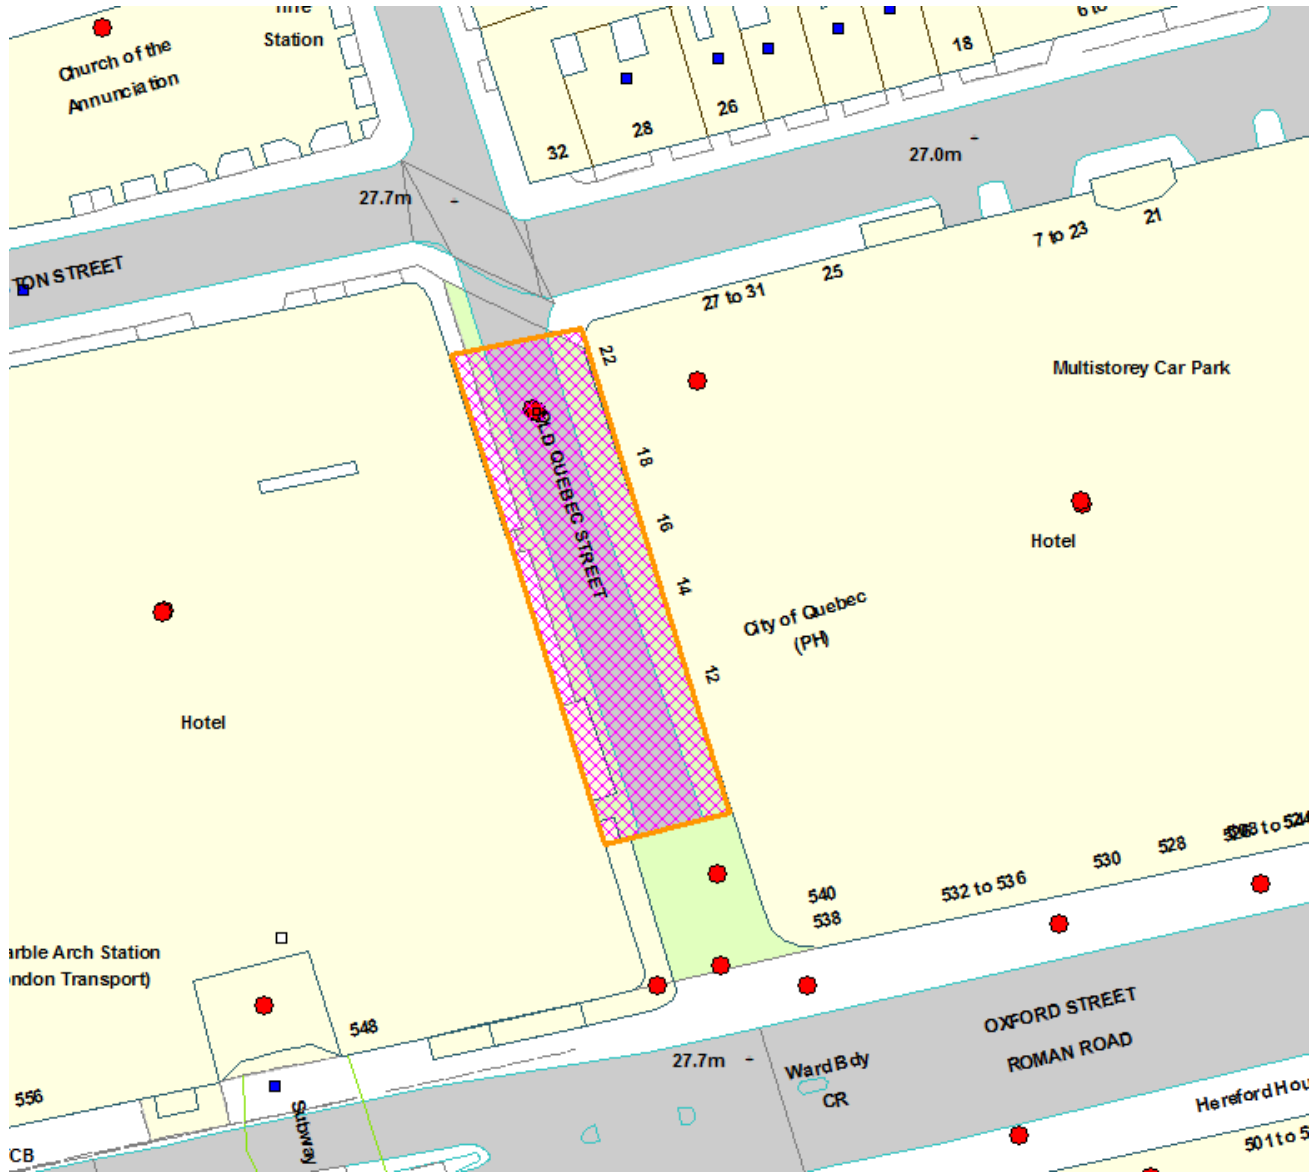 Station
Church of the
Annunciation
18
26
28
32
27.0m
27.7m
21
7 to 23
TON STREET
25
27 to 31
22
Multistorey Car Park
OLD QUEBEC STREET
18
16
Hotel
14
City of Quebec
(PH)
12
Hotel
530
528
532 to 536
540
538
arble Arch Station
ndon Transport)
548
OXFORD STREET
ROMAN ROAD
27.7m
Ward Bdy
CR
556
Subway
Hereford Hou
CB